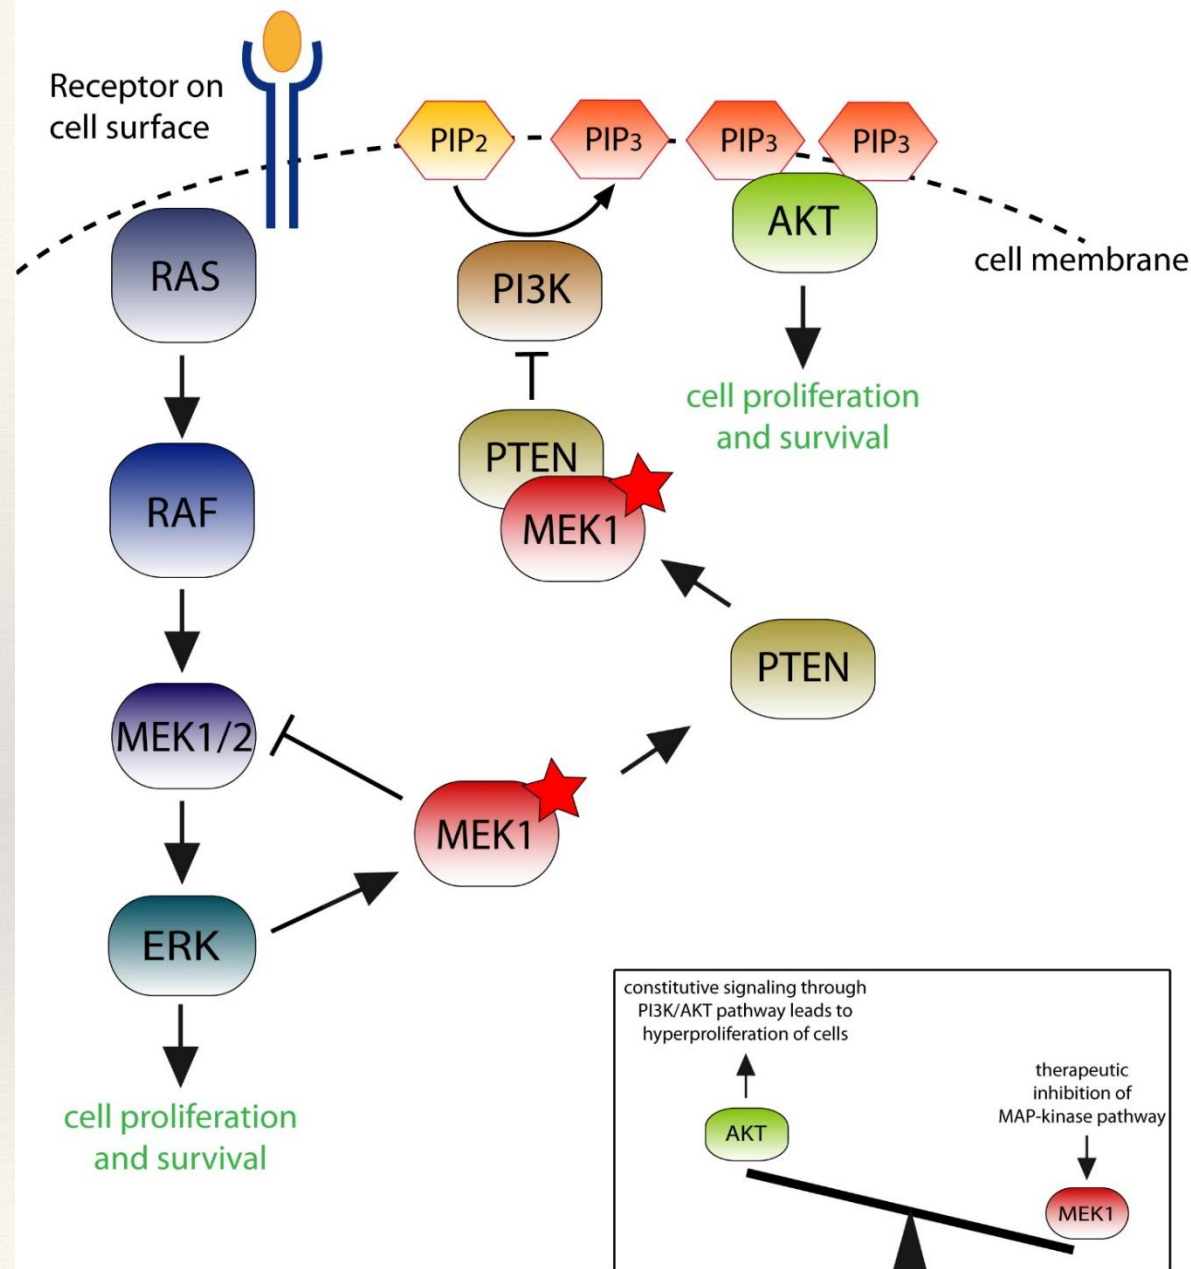 Receptor on
cell surface
PIP2
PIP3
PIP3
PIP3
AKT
cell membrane
RAS
PI3K
cell proliferation
and survival
PTEN
MEK1
RAF
PTEN
MEK1/2
MEK1
ERK
cell proliferation
and survival
constitutive signaling through
PI3K/AKT pathway leads to
hyperproliferation of cells
therapeutic
inhibition of
MAP-kinase pathway
AKT
MEK1